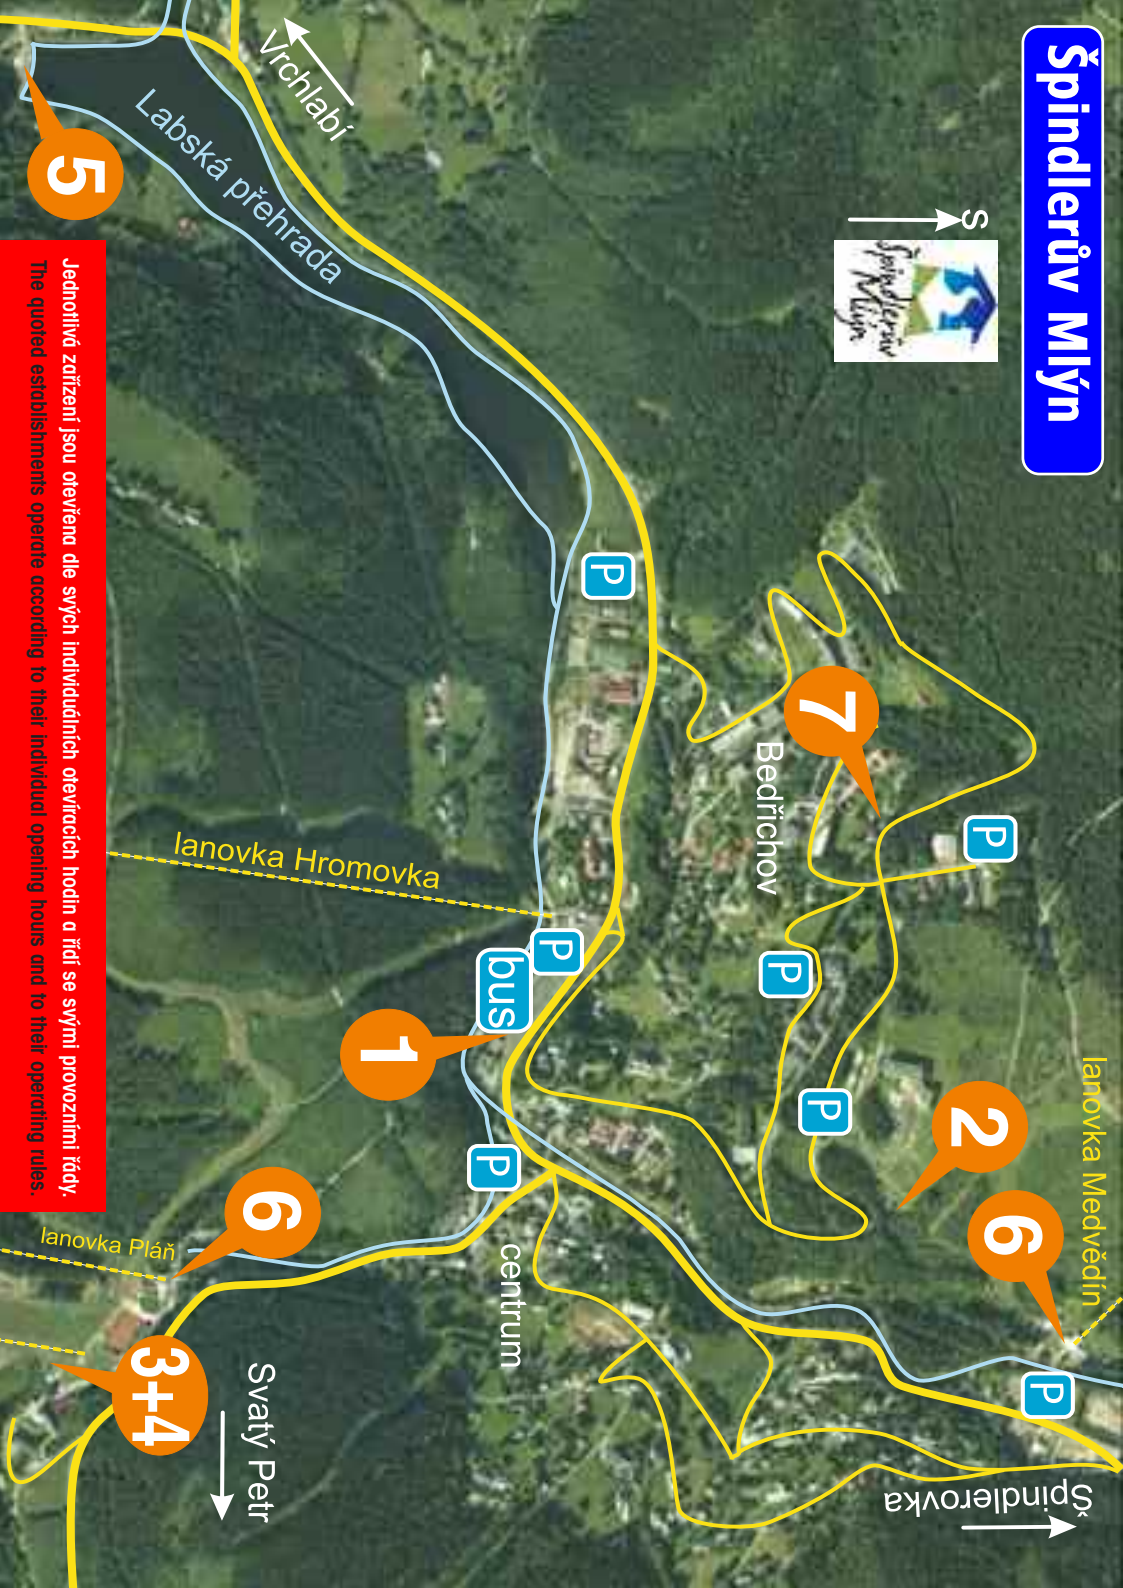 Špindlerův Mlýn
S
Špindlerův
Mlýn
Vrchlabí
Labská přehrada
5
P
7
Bedřichov
P
lanovka Hromovka
P
bus
P
1
P
2
lanovka Medvědín
6
P
6
lanovka Pláň
centrum
3+4
Svatý Petr
P
Špindlerovka
Jednotlivá zařízení jsou otevřena dle svých individuálních otevíracích hodin a řídí se svými provozními řády.
The quoted establishments operate according to their individual opening hours and to their operating rules.